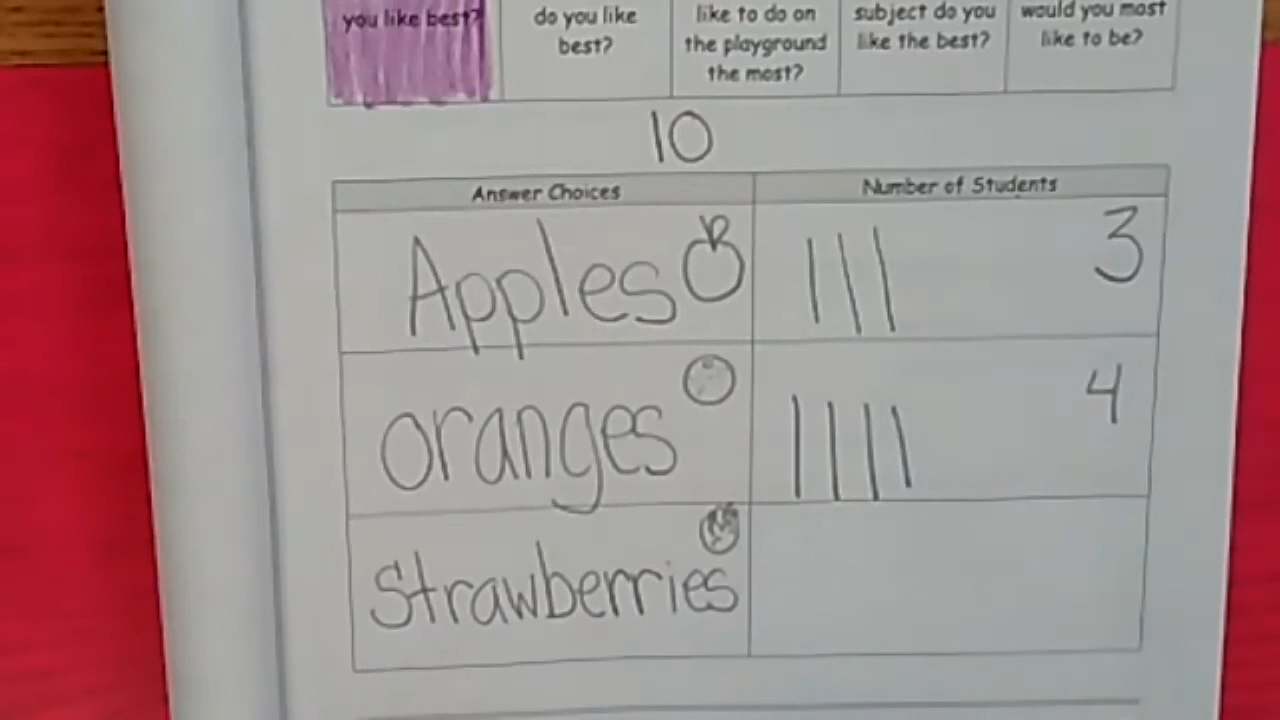 you like best?
do you like
best?
like to do on
the playground
the most?
subject do you
like the best?
would you most
like to be?
10
Answer Choices
Number of Students
Apples
3
oranges
4
Strawberries